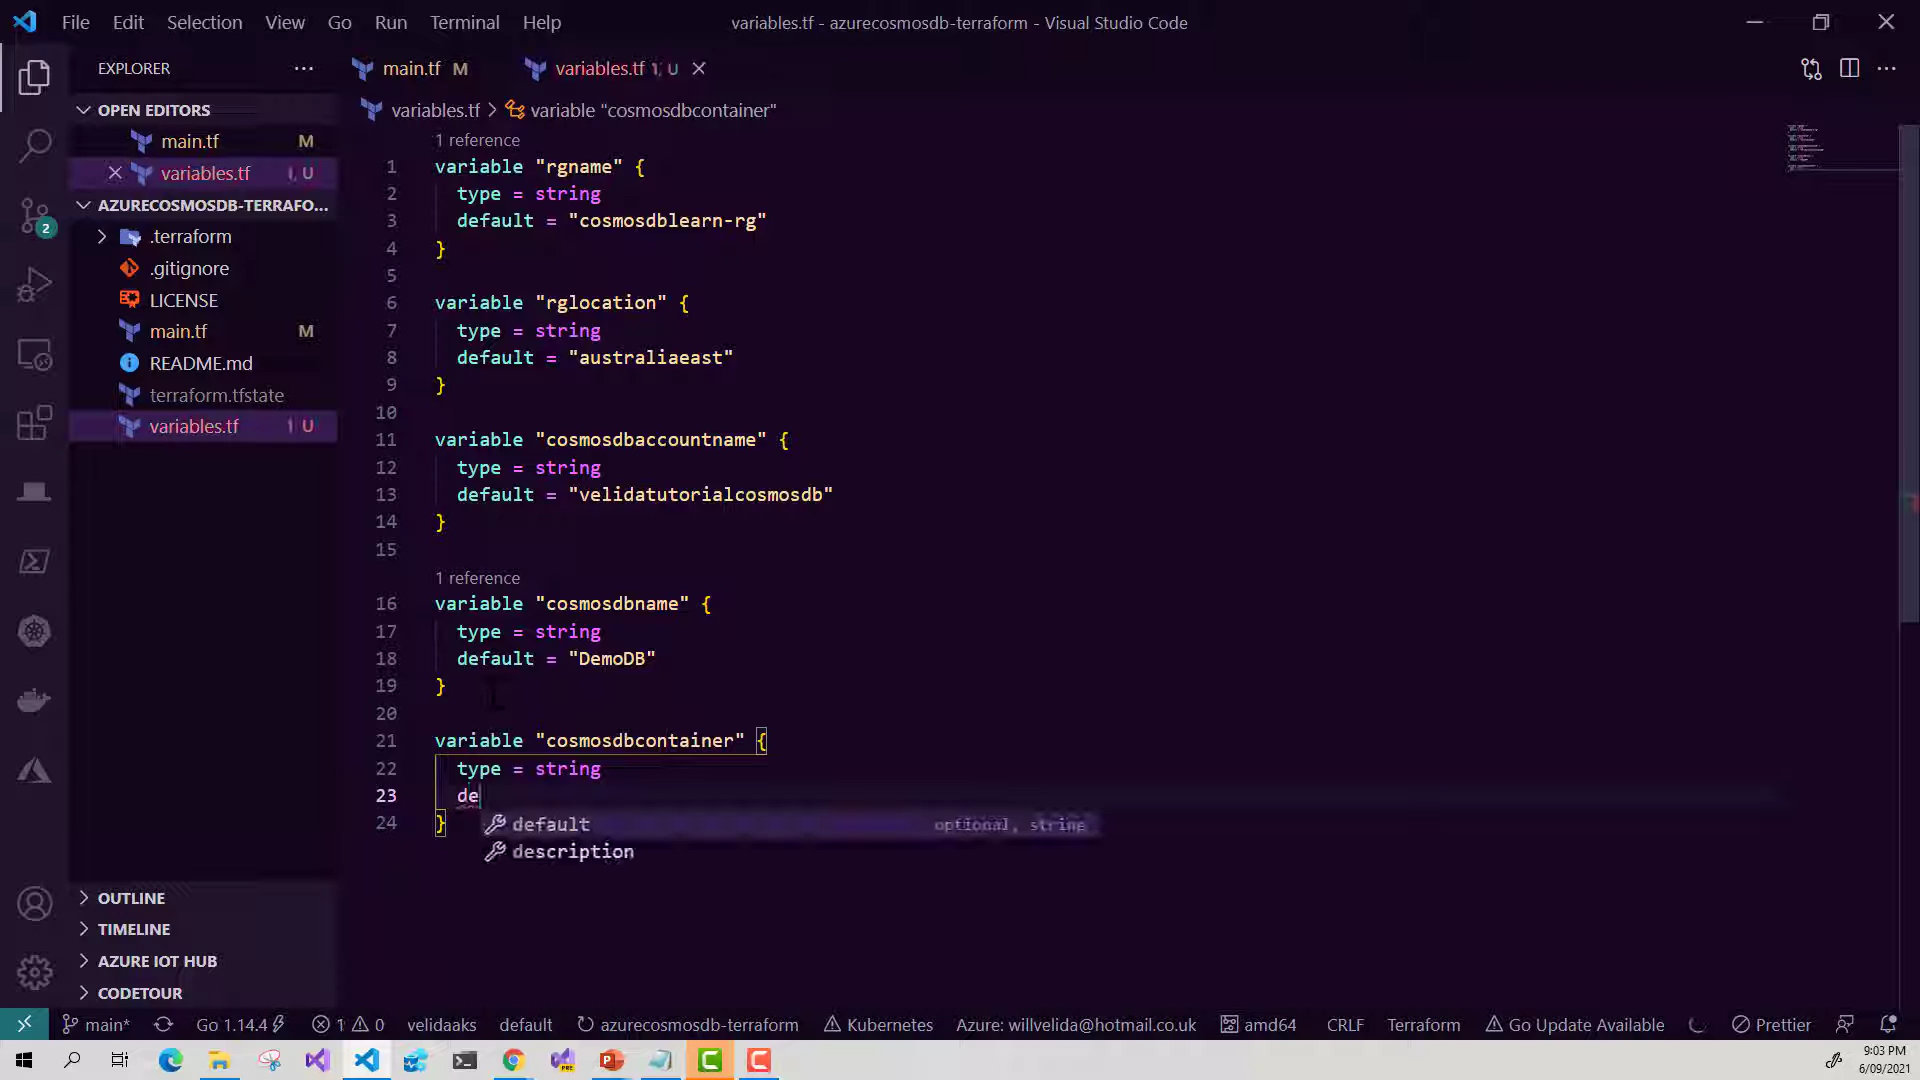 File Edit Selection View Go Run Terminal Help
variables.tf - azurecosmosdb-terraform - Visual Studio Code
EXPLORER
main.tf M
variables.tf 1, U
OPEN EDITORS
main.tf M
variables.tf 1, U
AZURECOSMOSDB-TERRAFO...
.terraform
.gitignore
LICENSE
main.tf M
README.md
terraform.tfstate
variables.tf 1, U
OUTLINE
TIMELINE
AZURE IOT HUB
CODETOUR
variables.tf > variable "cosmosdbcontainer"
1 reference
1 variable "rgname" {
2 type = string
3 default = "cosmosdblearn-rg"
4 }
5
6 variable "rglocation" {
7 type = string
8 default = "australiaeast"
9 }
10
11 variable "cosmosdbaccountname" {
12 type = string
13 default = "velidatutorialcosmosdb"
14 }
15
1 reference
16 variable "cosmosdbname" {
17 type = string
18 default = "DemoDB"
19 }
20
21 variable "cosmosdbcontainer" {
22 type = string
23 de
24 }
default optional, string
description
2
main* Go 1.14.4 1 0 velidaaks default azurecosmosdb-terraform Kubernetes Azure: willvelida@hotmail.co.uk amd64 CRLF Terraform Go Update Available Prettier
9:03 PM
6/09/2021